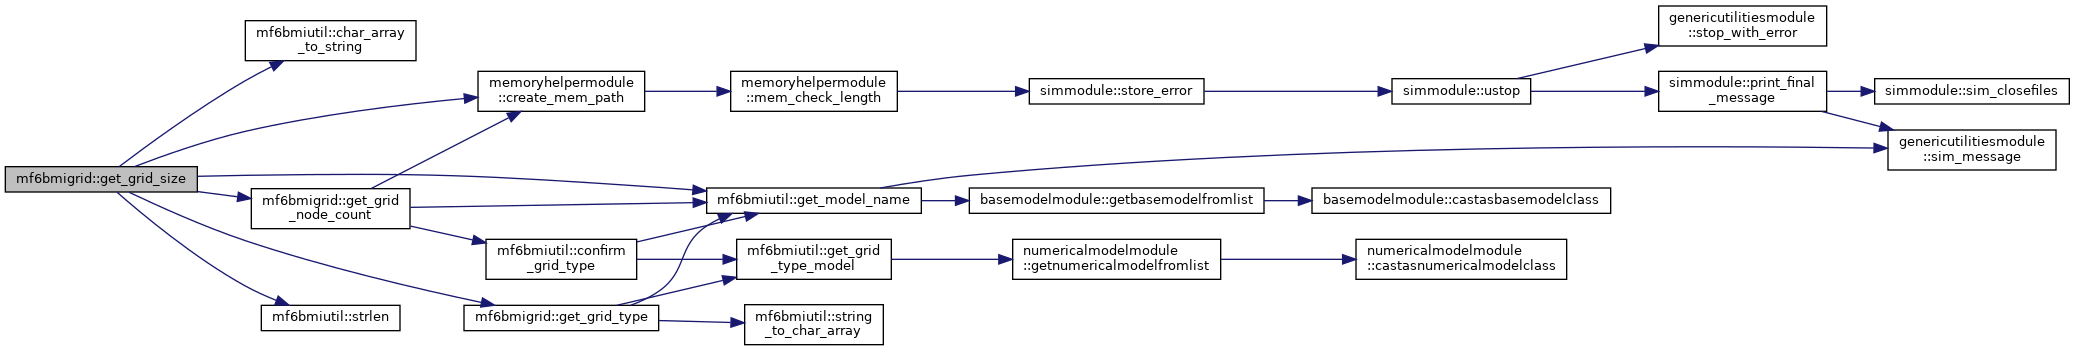 mf6bmigrid::get_grid_size
mf6bmiutil::char_array
_to_string
memoryhelpermodule
::create_mem_path
mf6bmigrid::get_grid
_node_count
mf6bmiutil::confirm
_grid_type
mf6bmiutil::strlen
mf6bmigrid::get_grid_type
memoryhelpermodule
::mem_check_length
mf6bmiutil::get_model_name
mf6bmiutil::get_grid
_type_model
mf6bmiutil::string
_to_char_array
simmodule::store_error
basemodelmodule::getbasemodelfromlist
numericalmodelmodule
::getnumericalmodelfromlist
simmodule::ustop
basemodelmodule::castasbasemodelclass
numericalmodelmodule
::castasnumericalmodelclass
genericutilitiesmodule
::stop_with_error
simmodule::print_final
_message
simmodule::sim_closefiles
genericutilitiesmodule
::sim_message